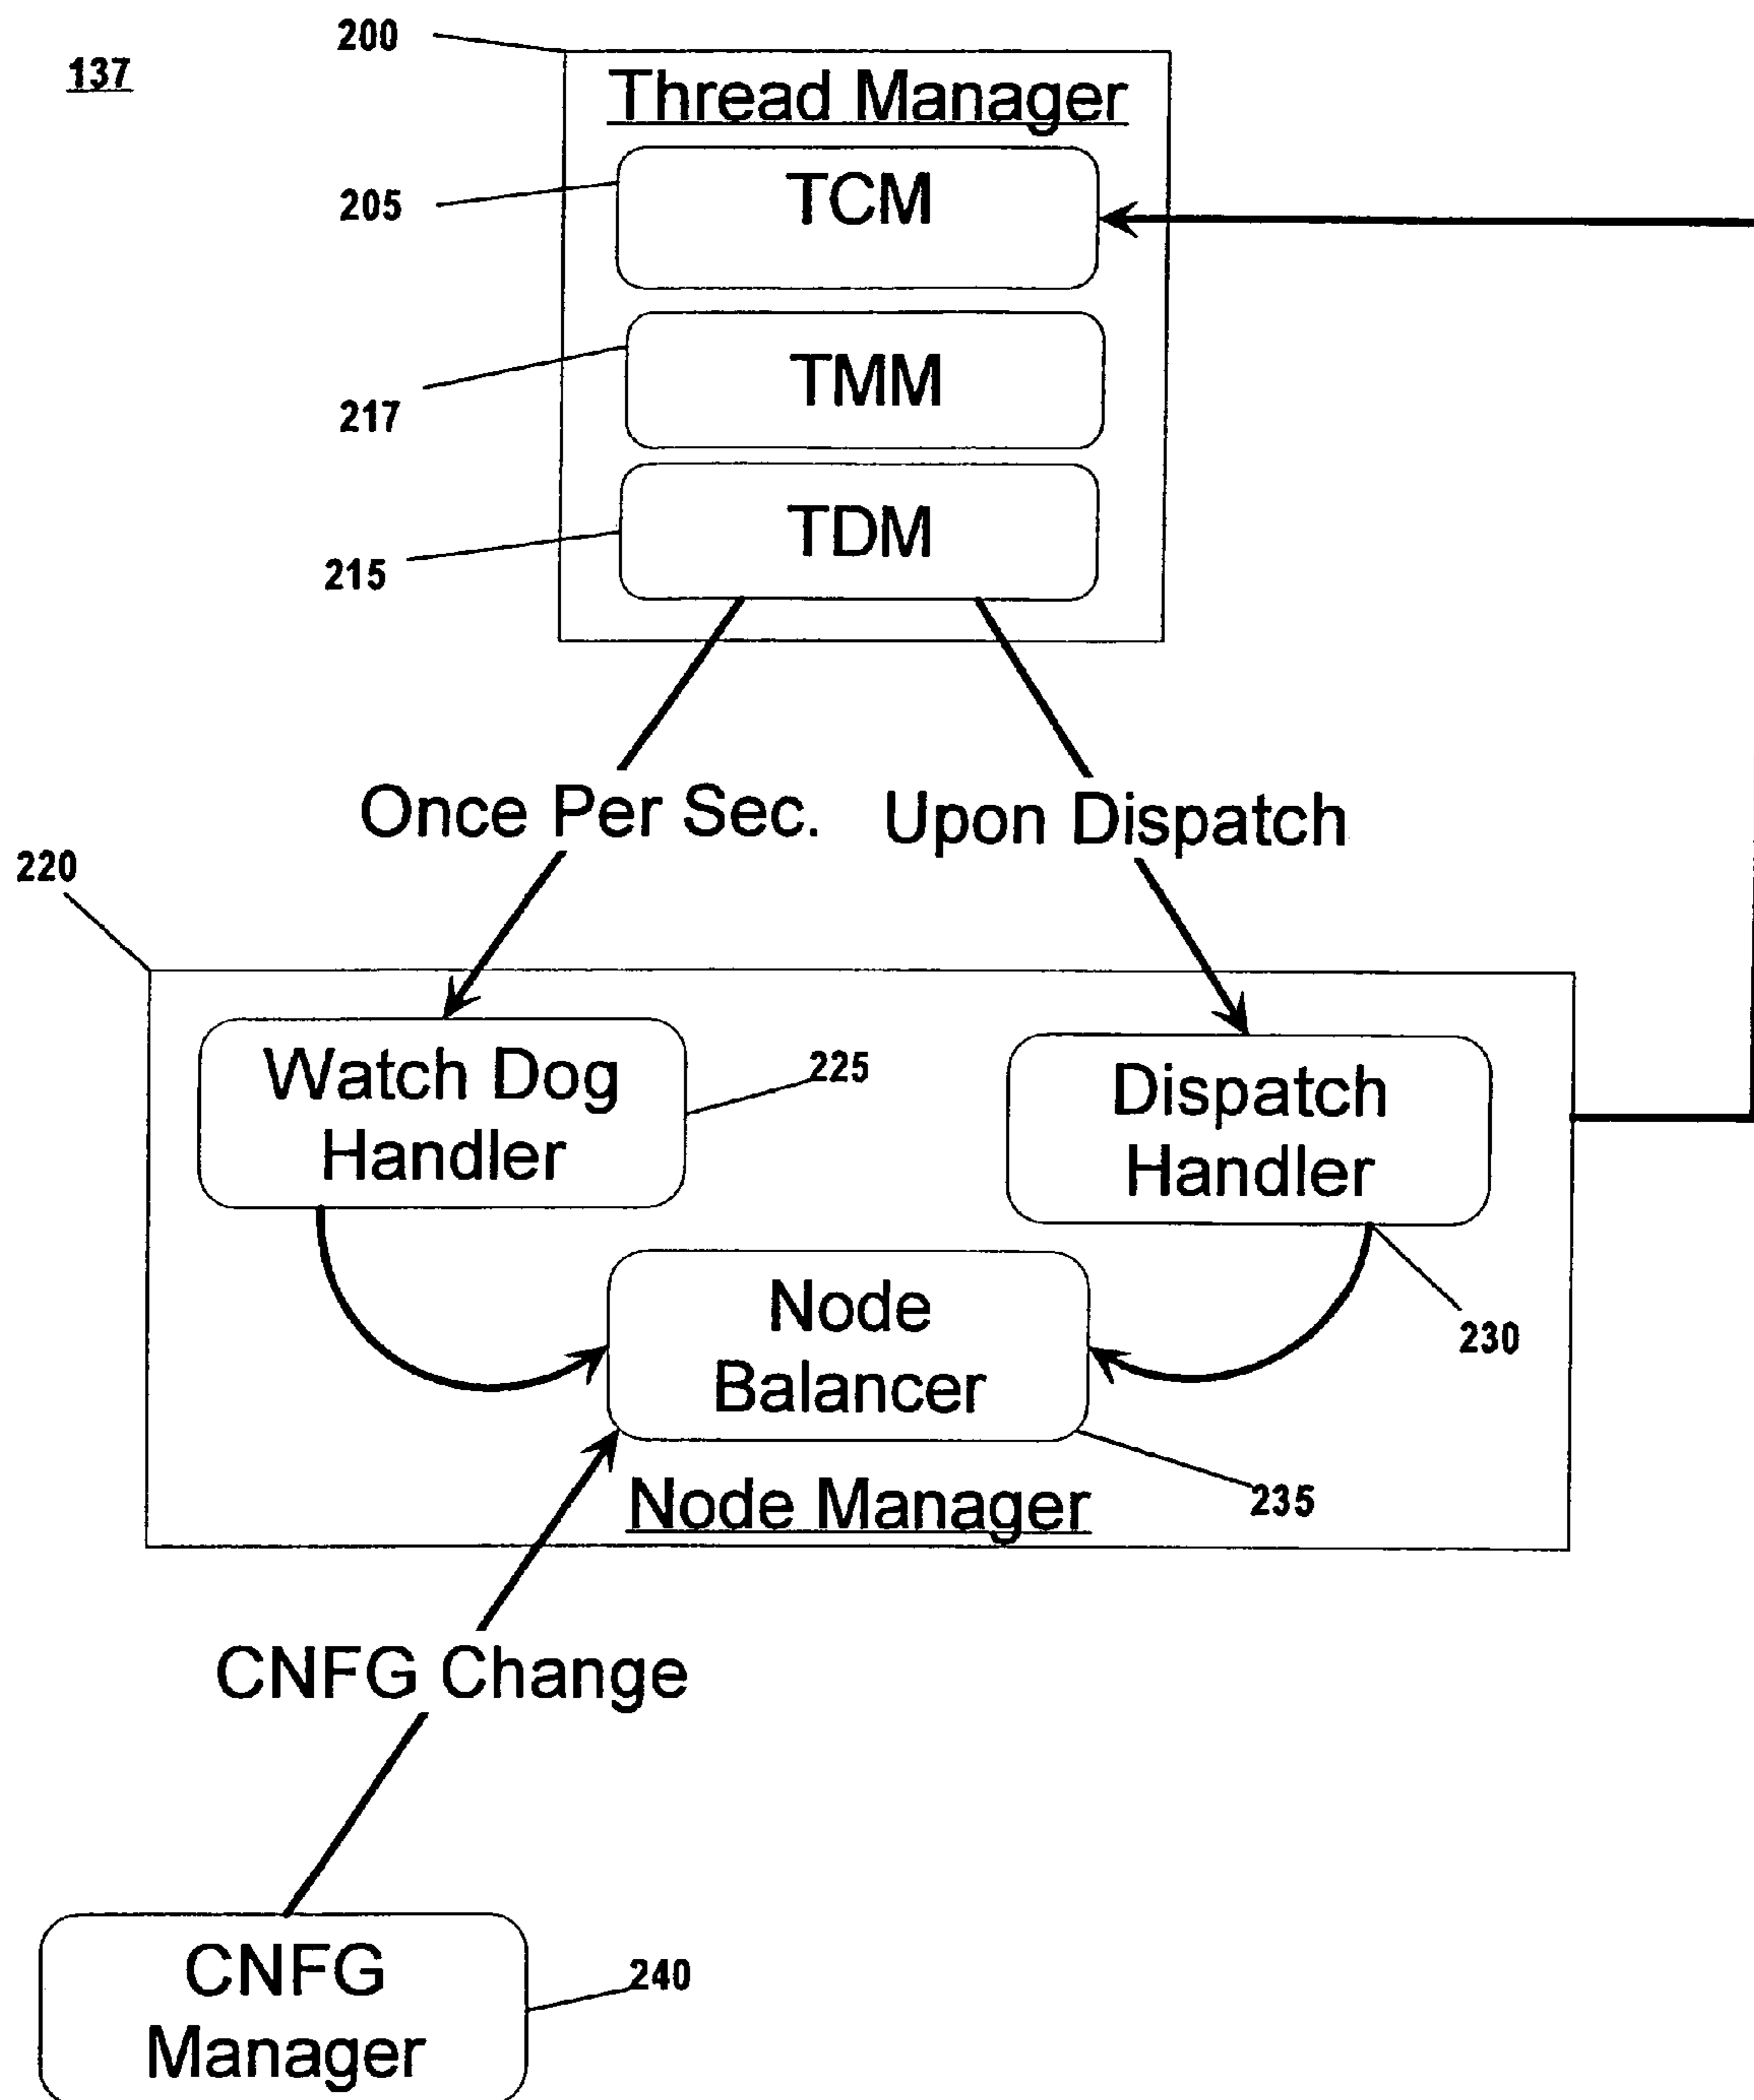 200
137
Thread Manager
TCM
205
TMM
217
TDM
215
Once Per Sec.
Upon Dispatch
220
Watch Dog
Handler
225
Dispatch
Handler
230
Node
Balancer
235
Node Manager
CNFG Change
CNFG
Manager
240